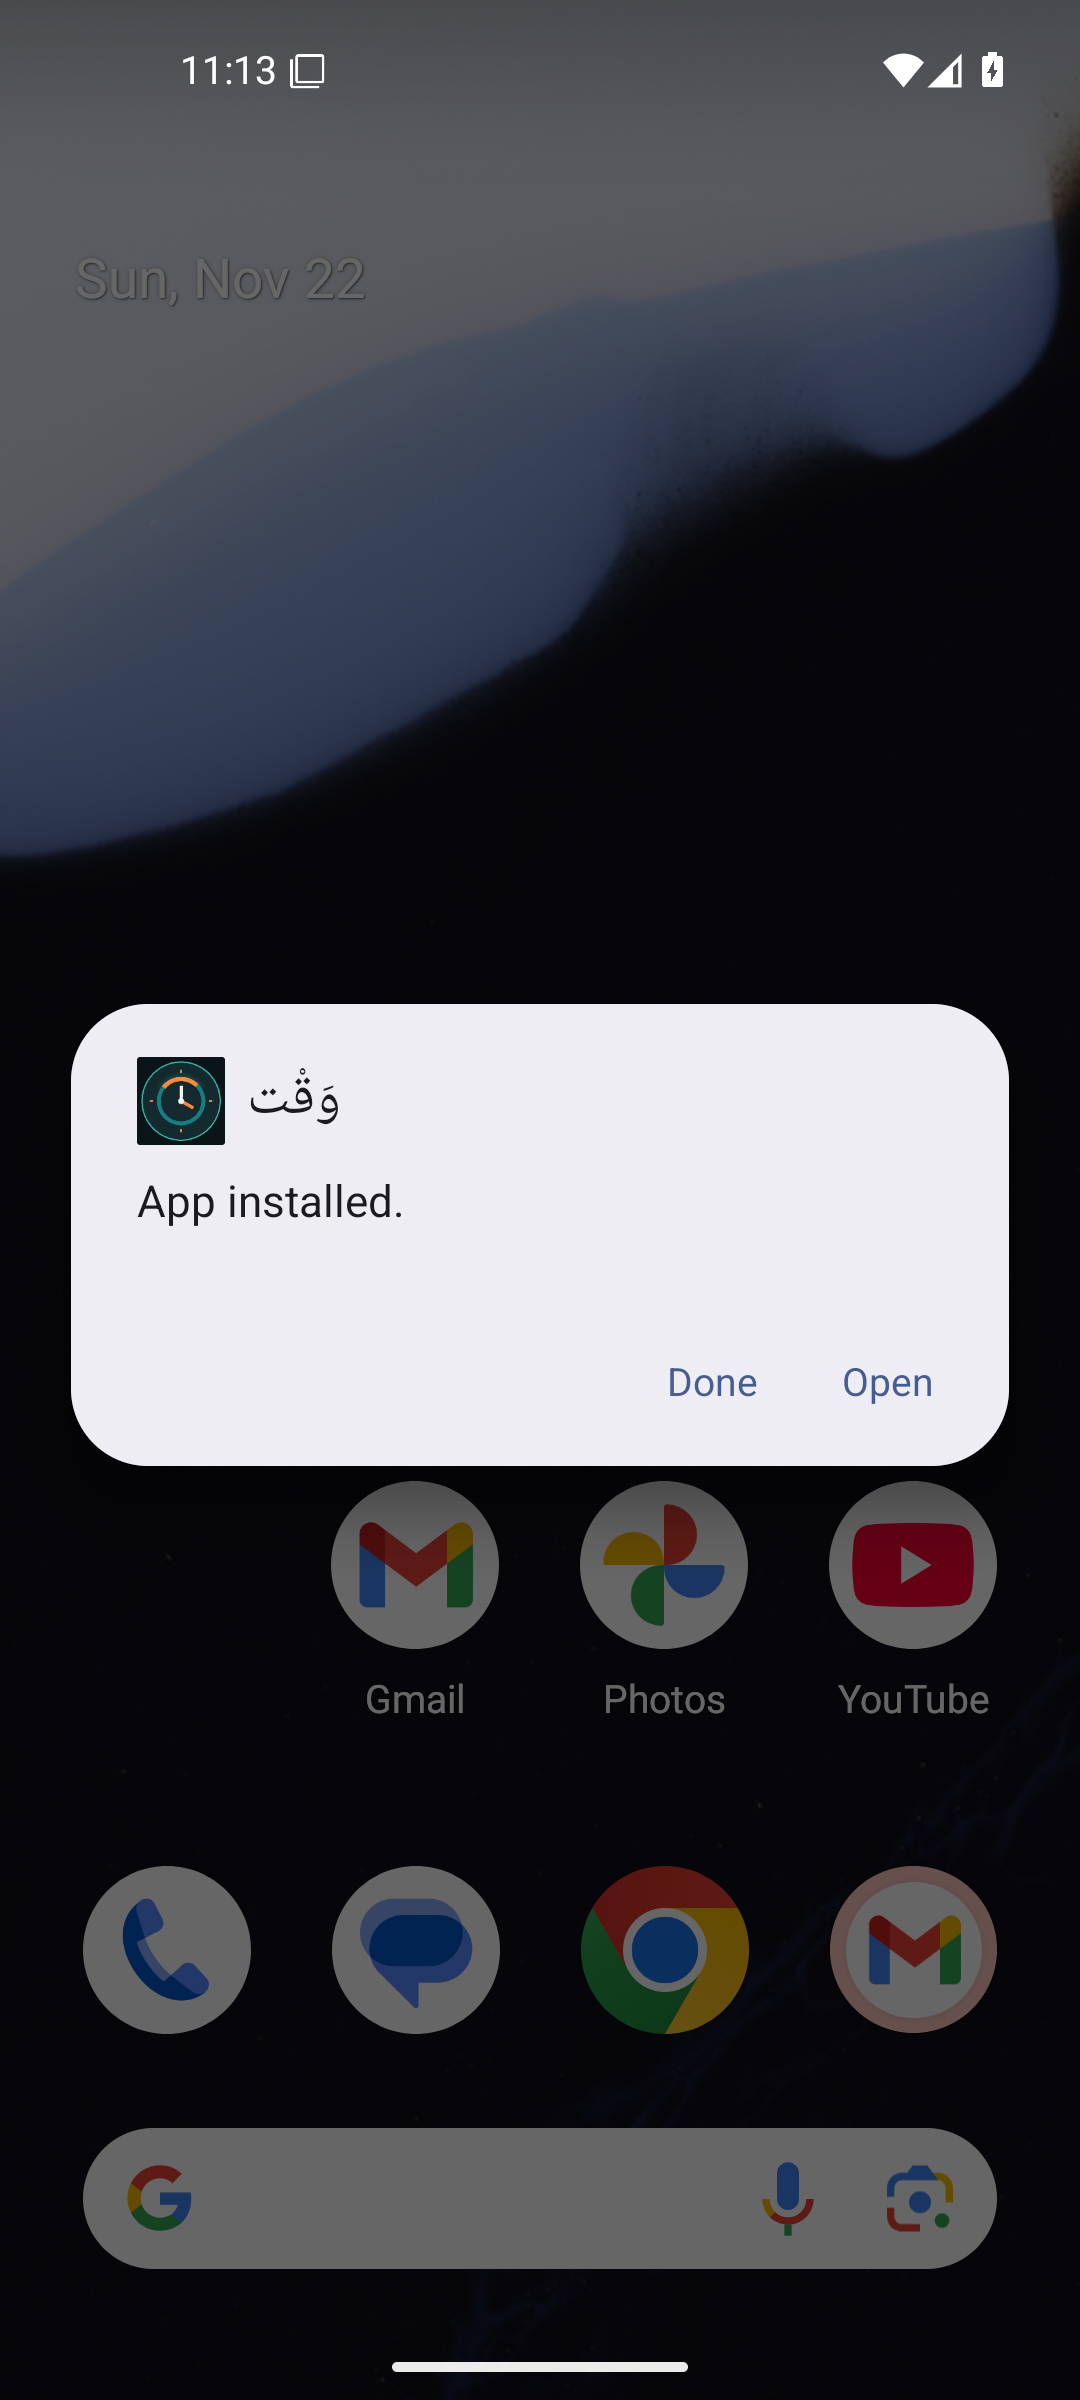 11:13
Sun, Nov 22
وَقْت
App installed.
Done Open
Gmail Photos YouTube